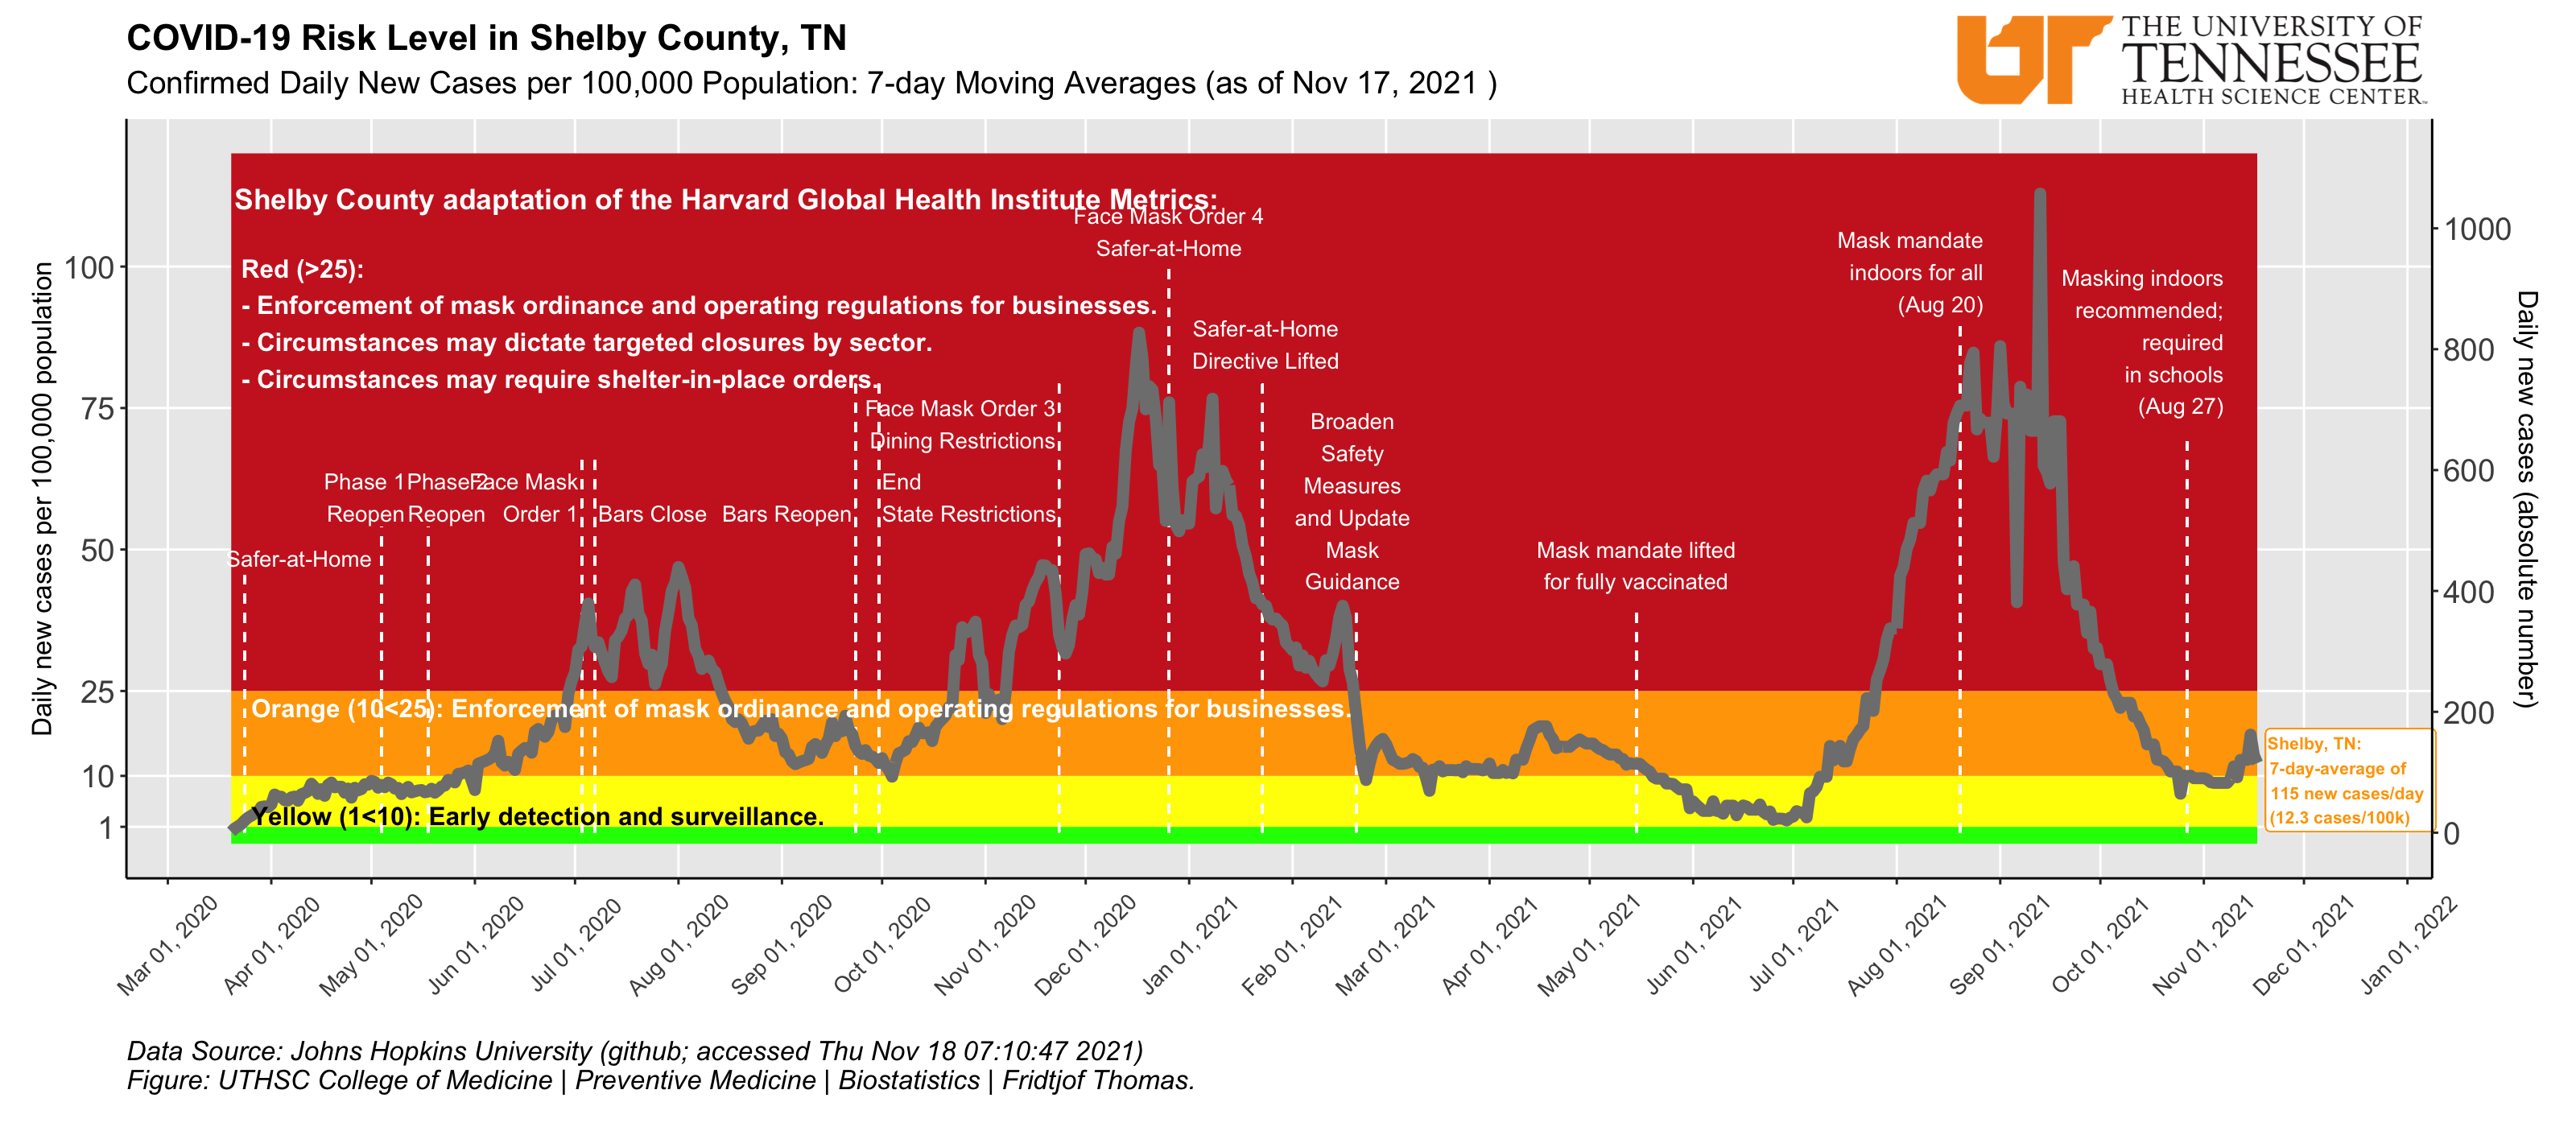 COVID-19 Risk Level in Shelby County, TN
Confirmed Daily New Cases per 100,000 Population: 7-day Moving Averages (as of Nov 17, 2021 )
THE UNIVERSITY OF
TENNESSEE
HEALTH SCIENCE CENTER™
Daily new cases per 100,000 population
100
75
50
25
10
1
Shelby County adaptation of the Harvard Global Health Institute Metrics:
Red (>25):
- Enforcement of mask ordinance and operating regulations for businesses.
- Circumstances may dictate targeted closures by sector.
- Circumstances may require shelter-in-place orders.
Safer-at-Home
Phase 1
Reopen
Phase 2
Reopen
Face Mask
Order 1
Bars Close
Bars Reopen
End
State Restrictions
Face Mask Order 3
Dining Restrictions
Face Mask Order 4
Safer-at-Home
Safer-at-Home
Directive Lifted
Broaden
Safety
Measures
and Update
Mask
Guidance
Mask mandate lifted
for fully vaccinated
Mask mandate
indoors for all
(Aug 20)
Masking indoors
recommended;
required
in schools
(Aug 27)
Orange (10<25): Enforcement of mask ordinance and operating regulations for businesses.
Yellow (1<10): Early detection and surveillance.
Shelby, TN:
7-day-average of
115 new cases/day
(12.3 cases/100k)
1000
800
600
400
200
0
Daily new cases (absolute number)
Mar 01, 2020
Apr 01, 2020
May 01, 2020
Jun 01, 2020
Jul 01, 2020
Aug 01, 2020
Sep 01, 2020
Oct 01, 2020
Nov 01, 2020
Dec 01, 2020
Jan 01, 2021
Feb 01, 2021
Mar 01, 2021
Apr 01, 2021
May 01, 2021
Jun 01, 2021
Jul 01, 2021
Aug 01, 2021
Sep 01, 2021
Oct 01, 2021
Nov 01, 2021
Dec 01, 2021
Jan 01, 2022
Data Source: Johns Hopkins University (github; accessed Thu Nov 18 07:10:47 2021)
Figure: UTHSC College of Medicine | Preventive Medicine | Biostatistics | Fridtjof Thomas.